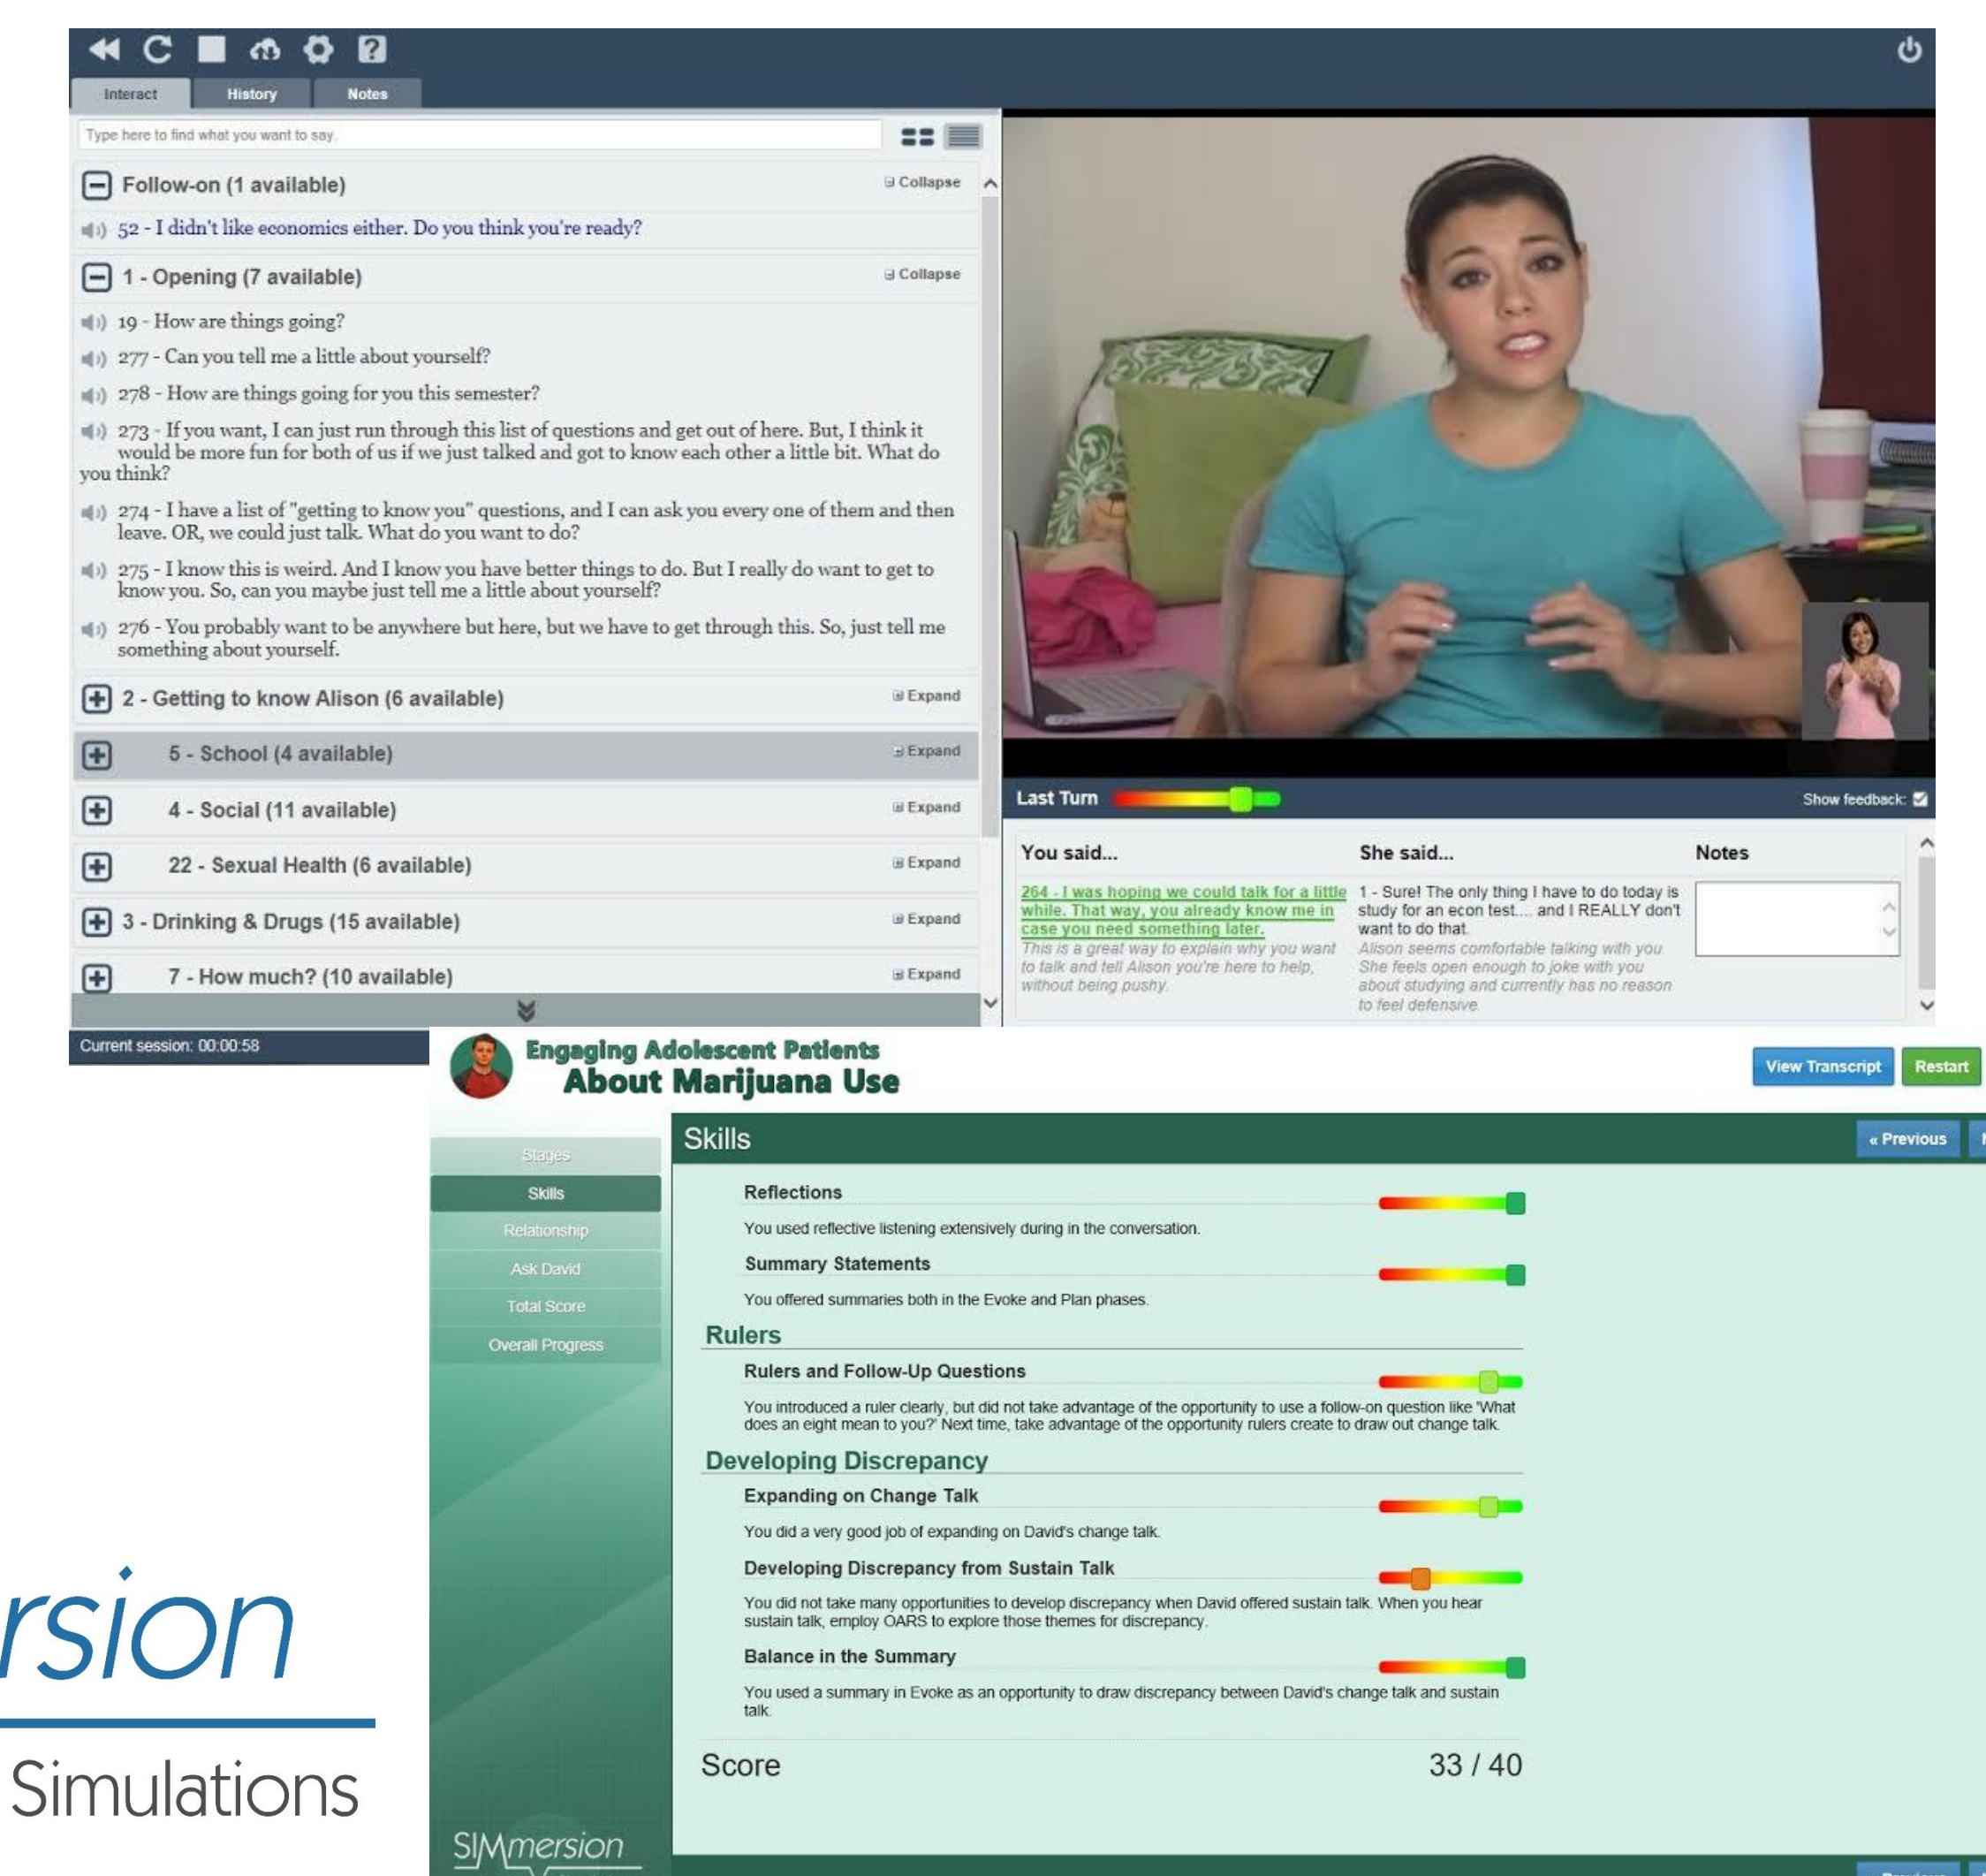 Interact
History
Notes
Type here to find what you want to say.
Follow-on (1 available)
Collapse
52 - I didn't like economics either. Do you think you're ready?
1 - Opening (7 available)
Collapse
19 - How are things going?
277 - Can you tell me a little about yourself?
278 - How are things going for you this semester?
273 - If you want, I can just run through this list of questions and get out of here. But, I think it
would be more fun for both of us if we just talked and got to know each other a little bit. What do
you think?
274 - I have a list of "getting to know you" questions, and I can ask you every one of them and then
leave. OR, we could just talk. What do you want to do?
275 - I know this is weird. And I know you have better things to do. But I really do want to get to
know you. So, can you maybe just tell me a little about yourself?
276 - You probably want to be anywhere but here, but we have to get through this. So, just tell me
something about yourself.
2 - Getting to know Alison (6 available)
Expand
5 - School (4 available)
Expand
4 - Social (11 available)
Expand
22 - Sexual Health (6 available)
Expand
3 - Drinking & Drugs (15 available)
Expand
7 - How much? (10 available)
Expand
Current session: 00:00:58
Last Turn
Show feedback:
You said...
She said...
Notes
264 - I was hoping we could talk for a little
while. That way, you already know me in
case you need something later.
This is a great way to explain why you want
to talk and tell Alison you're here to help,
without being pushy.
1 - Sure! The only thing I have to do today is
study for an econ test.... and I REALLY don't
want to do that.
Alison seems comfortable talking with you.
She feels open enough to joke with you
about studying and currently has no reason
to feel defensive.
Engaging Adolescent Patients
About Marijuana Use
View Transcript
Restart
Stages
Skills
Relationship
Ask David
Total Score
Overall Progress
Skills
« Previous
Reflections
You used reflective listening extensively during in the conversation.
Summary Statements
You offered summaries both in the Evoke and Plan phases.
Rulers
Rulers and Follow-Up Questions
You introduced a ruler clearly, but did not take advantage of the opportunity to use a follow-on question like 'What
does an eight mean to you?' Next time, take advantage of the opportunity rulers create to draw out change talk.
Developing Discrepancy
Expanding on Change Talk
You did a very good job of expanding on David's change talk.
Developing Discrepancy from Sustain Talk
You did not take many opportunities to develop discrepancy when David offered sustain talk. When you hear
sustain talk, employ OARS to explore those themes for discrepancy.
Balance in the Summary
You used a summary in Evoke as an opportunity to draw discrepancy between David's change talk and sustain
talk.
Score
33 / 40
SIMmersion
rsion
Simulations